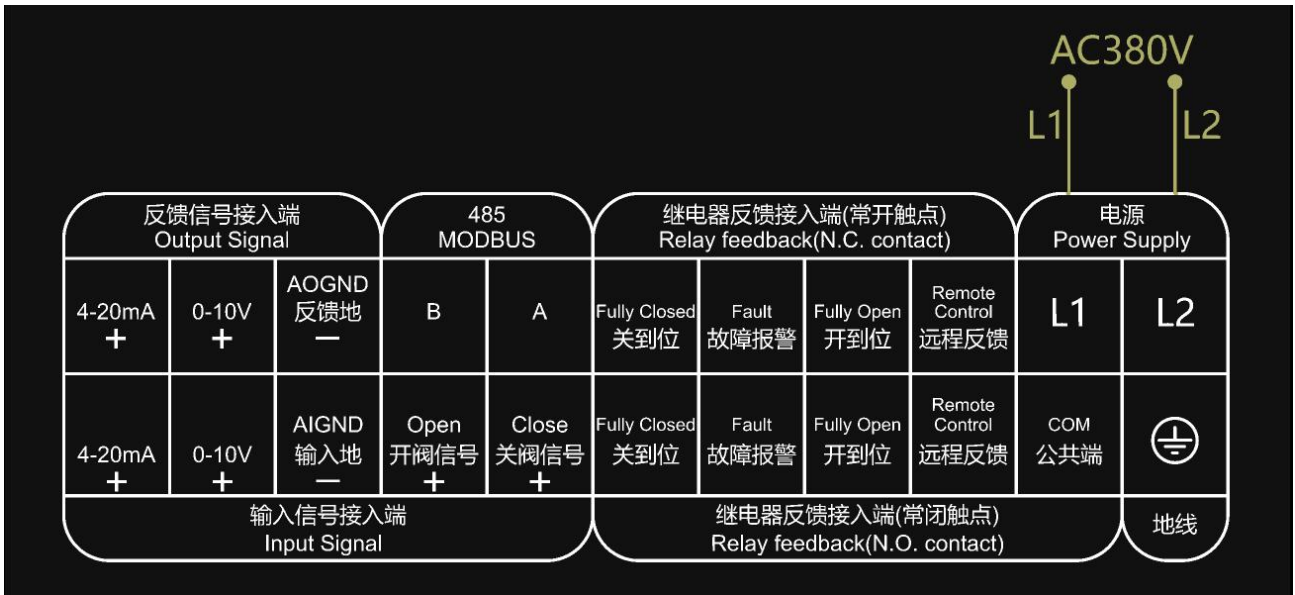 AC380V
L1
L2
反馈信号接入端
Output Signal
485
MODBUS
继电器反馈接入端(常开触点)
Relay feedback(N.C. contact)
电源
Power Supply
4-20mA
+
0-10V
+
AOGND
反馈地
—
B
A
Fully Closed
关到位
Fault
故障报警
Fully Open
开到位
Remote
Control
远程反馈
L1
L2
4-20mA
+
0-10V
+
AIGND
输入地
—
Open
开阀信号
+
Close
关阀信号
+
Fully Closed
关到位
Fault
故障报警
Fully Open
开到位
Remote
Control
远程反馈
COM
公共端
输入信号接入端
Input Signal
继电器反馈接入端(常闭触点)
Relay feedback(N.O. contact)
地线